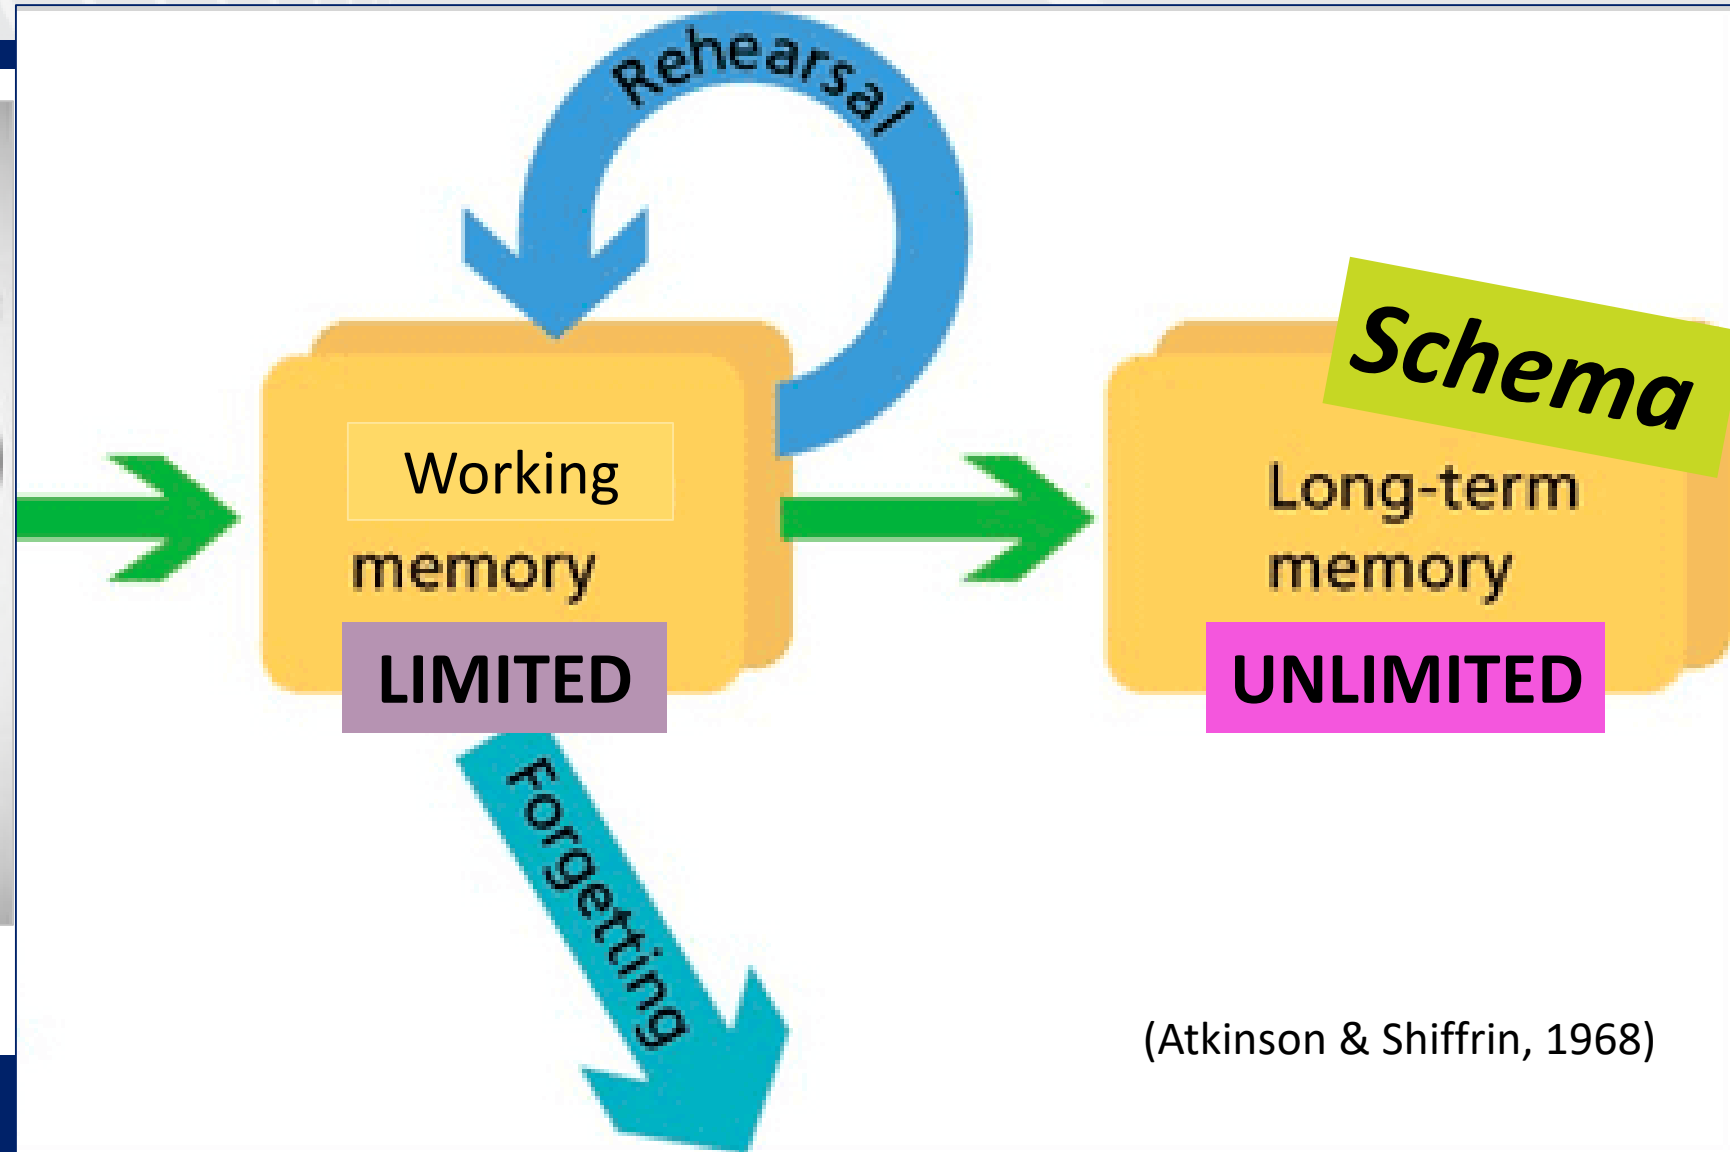 Rehearsal
Schema
Working
memory
LIMITED
Long-term
memory
UNLIMITED
Forgetting
(Atkinson & Shiffrin, 1968)